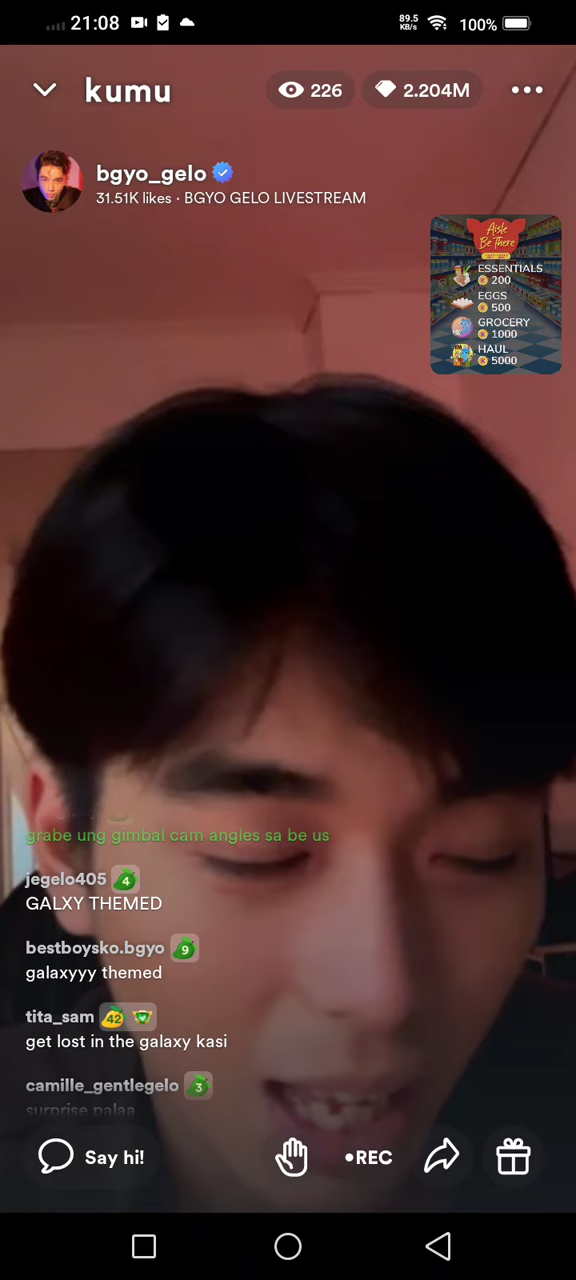 21:08
89.5
KB/s
100%
kumu
226
2.204M
bgyo_gelo
31.51K likes · BGYO GELO LIVESTREAM
Aisle
Be There
ESSENTIALS
200
EGGS
500
GROCERY
1000
HAUL
5000
grabe ung gimbal cam angles sa be us
jegelo405 4
GALXY THEMED
bestboysko.bgyo 9
galaxyyy themed
tita_sam 42
get lost in the galaxy kasi
camille_gentlegelo 3
surprise palaa
Say hi!
•REC